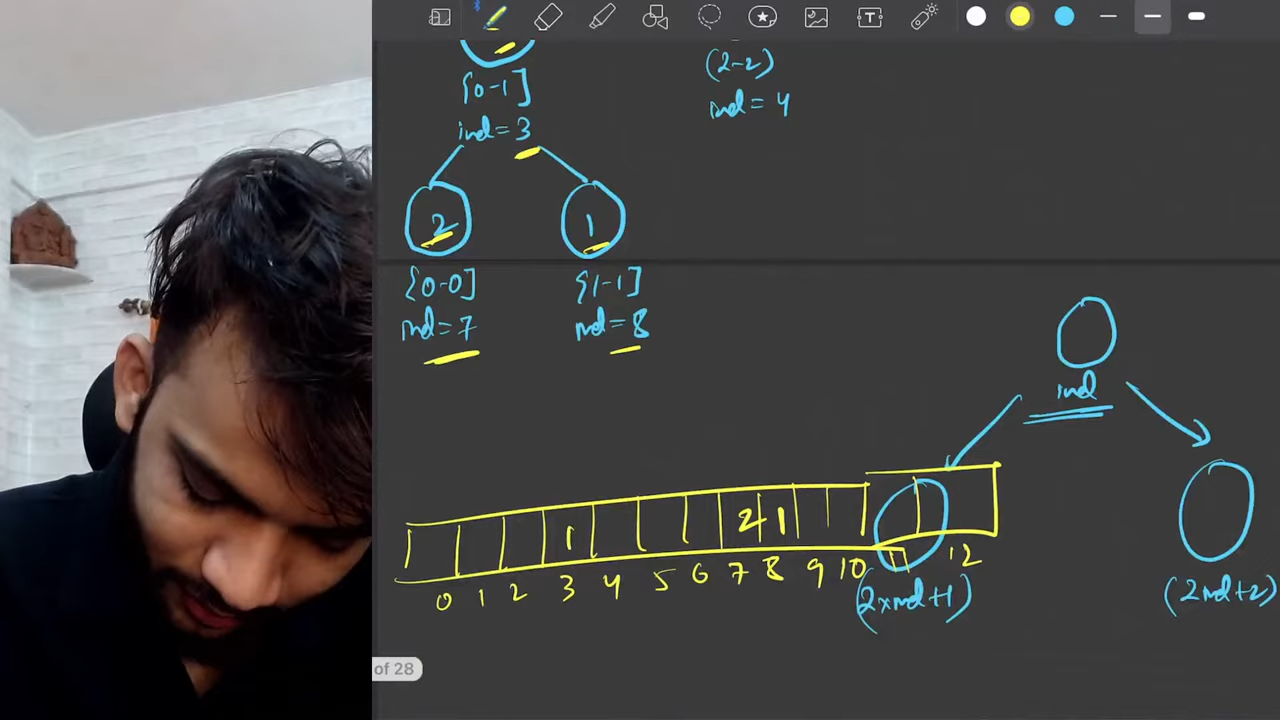 [0-1]
ind = 3
(2-2)
ind = 4
2
1
[0-0]
ind = 7
[1-1]
ind = 8
ind
1 2 1
0 1 2 3 4 5 6 7 8 9 10 11 12
(2×ind+1)
(2ind+2)
of 28